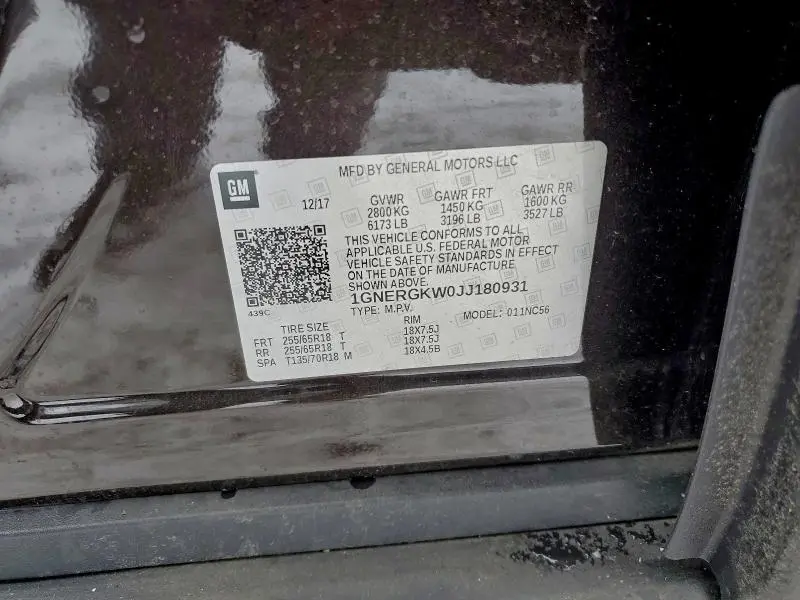 GM
MFD BY GENERAL MOTORS LLC
12/17 GVWR GAWR FRT GAWR RR
2800 KG 1450 KG 1600 KG
6173 LB 3196 LB 3527 LB
THIS VEHICLE CONFORMS TO ALL
APPLICABLE U.S. FEDERAL MOTOR
VEHICLE SAFETY STANDARDS IN EFFECT
ON THE DATE OF MANUFACTURE
SHOWN ABOVE.
439C
1GNERGKW0JJ180931
TYPE: M.P.V. MODEL: 011NC56
TIRE SIZE RIM
FRT 255/65R18 T 18X7.5J
RR 255/65R18 T 18X7.5J
SPA T135/70R18 M 18X4.5B